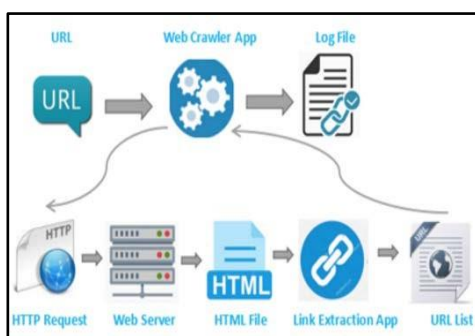 URL
Web Crawler App
Log File
URL
HTTP
HTML
URL
HTTP Request
Web Server
HTML File
Link Extraction App
URL List